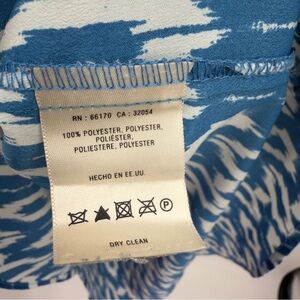 RN : 66170 CA : 32054
100% POLYESTER, POLYESTER,
POLIÉSTER,
POLIESTERE, POLYESTER
HECHO EN EE.UU.
P
DRY CLEAN